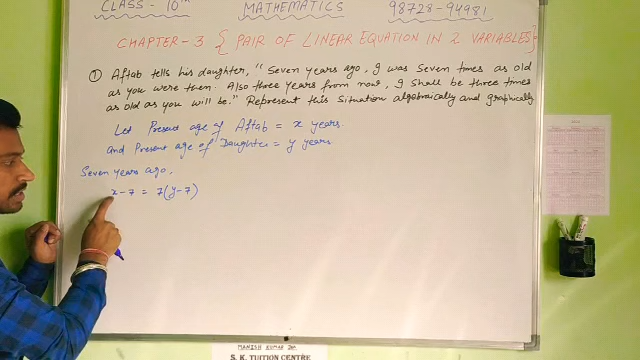 CLASS - 10th MATHEMATICS 98728-94981
CHAPTER-3 { PAIR OF LINEAR EQUATION IN 2 VARIABLES}
① Aftab tells his daughter, "Seven years ago, I was seven times as old
as you were then. Also three years from now, I shall be three times
as old as you will be." Represent this situation algebraically and graphically
Let Present age of Aftab = x years.
And Present age of Daughter = y years
Seven years ago,
x-7 = 7(y-7)
MANISH KUMAR
S. K. TUITION CENTRE